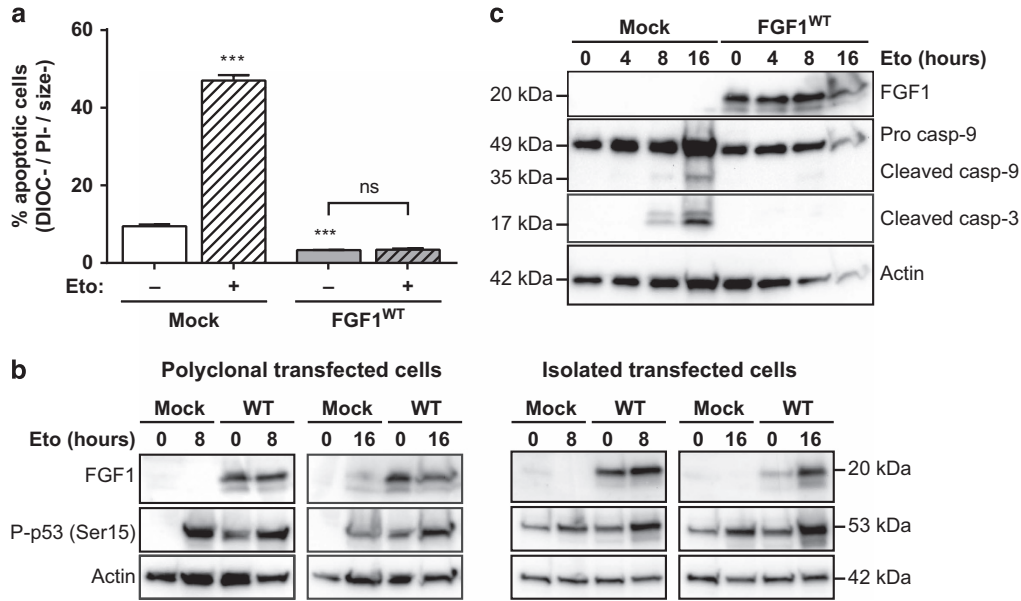 a
60
40
20
0
% apoptotic cells
(DIOC- / PI- / size-)
***
***
ns
Eto: – + – +
Mock FGF1WT
c
Mock FGF1WT
0 4 8 16 0 4 8 16 Eto (hours)
20 kDa FGF1
49 kDa Pro casp-9
35 kDa Cleaved casp-9
17 kDa Cleaved casp-3
42 kDa Actin
b
Polyclonal transfected cells Isolated transfected cells
Mock WT Mock WT Mock WT Mock WT
Eto (hours) 0 8 0 8 0 16 0 16 0 8 0 8 0 16 0 16
FGF1 20 kDa
P-p53 (Ser15) 53 kDa
Actin 42 kDa